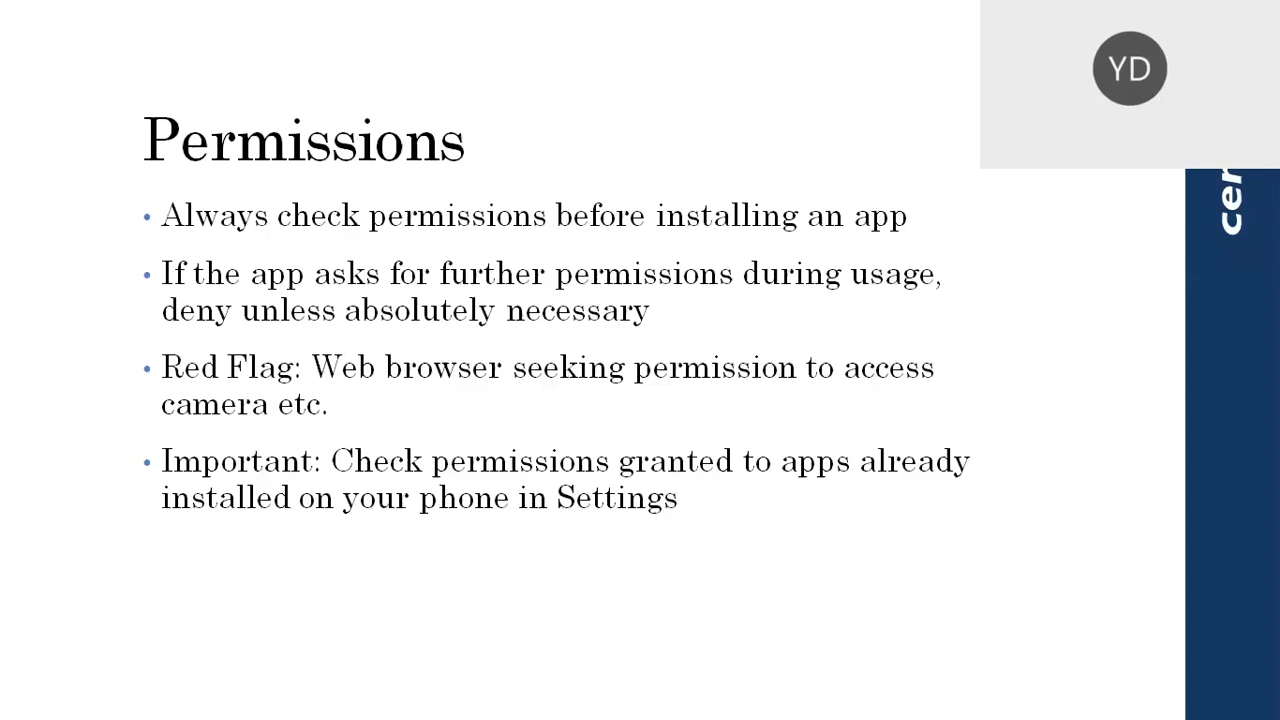 YD
Permissions
• Always check permissions before installing an app
• If the app asks for further permissions during usage,
deny unless absolutely necessary
• Red Flag: Web browser seeking permission to access
camera etc.
• Important: Check permissions granted to apps already
installed on your phone in Settings
cer